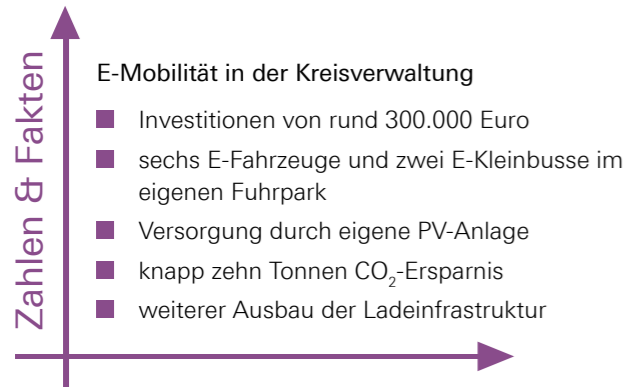 Zahlen & Fakten
E-Mobilität in der Kreisverwaltung
Investitionen von rund 300.000 Euro
sechs E-Fahrzeuge und zwei E-Kleinbusse im
eigenen Fuhrpark
Versorgung durch eigene PV-Anlage
knapp zehn Tonnen CO₂-Ersparnis
weiterer Ausbau der Ladeinfrastruktur